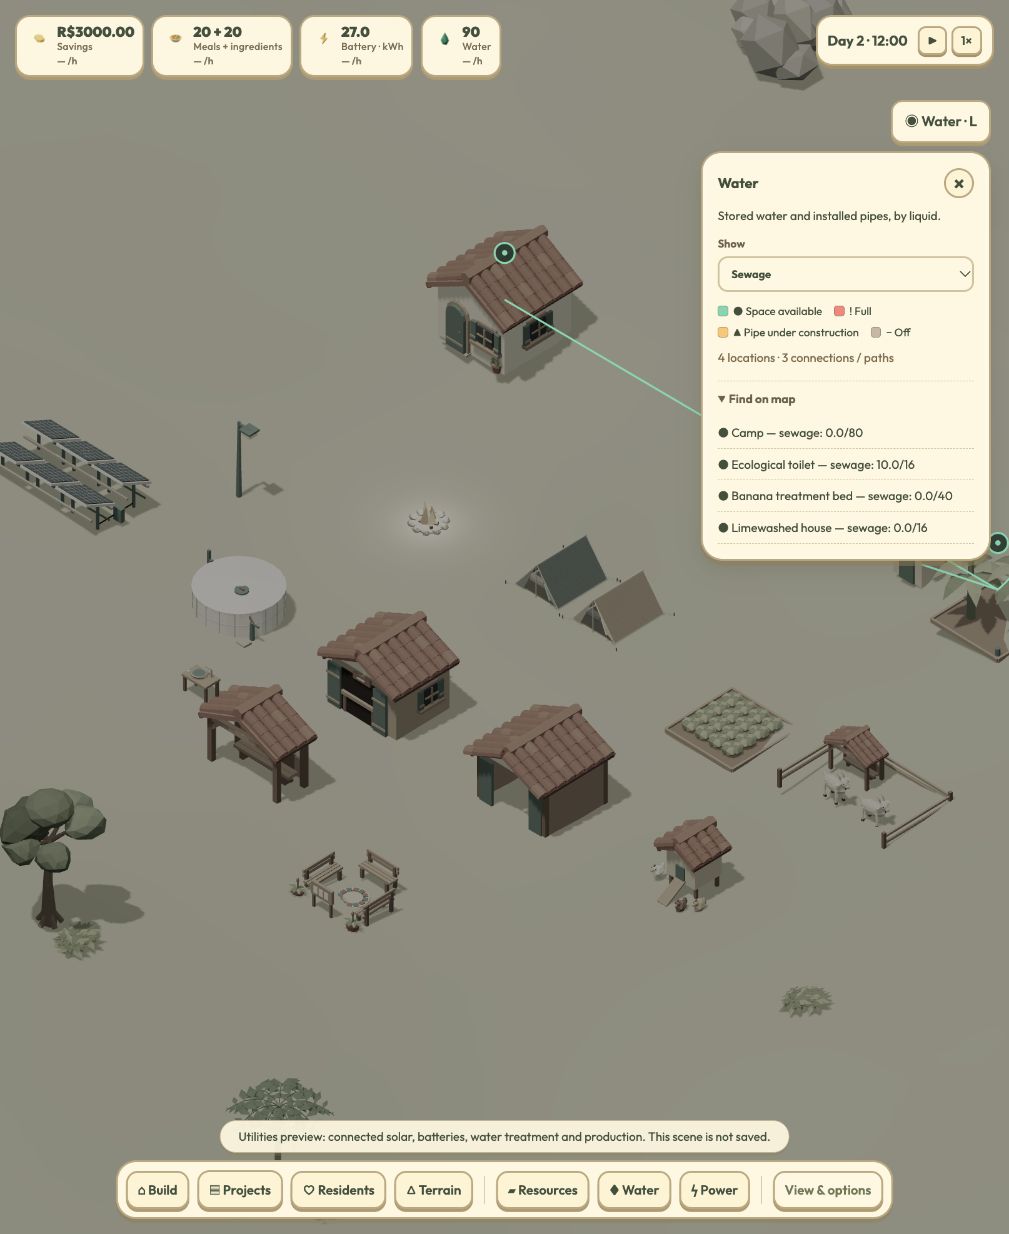 R$3000.00
Savings
— /h
20 + 20
Meals + ingredients
— /h
27.0
Battery · kWh
— /h
90
Water
— /h
Day 2 · 12:00
1×
Water · L
Water
Stored water and installed pipes, by liquid.
Show
Sewage
Space available
! Full
Pipe under construction
– Off
4 locations · 3 connections / paths
Find on map
Camp — sewage: 0.0/80
Ecological toilet — sewage: 10.0/16
Banana treatment bed — sewage: 0.0/40
Limewashed house — sewage: 0.0/16
Utilities preview: connected solar, batteries, water treatment and production. This scene is not saved.
Build
Projects
Residents
Terrain
Resources
Water
Power
View & options